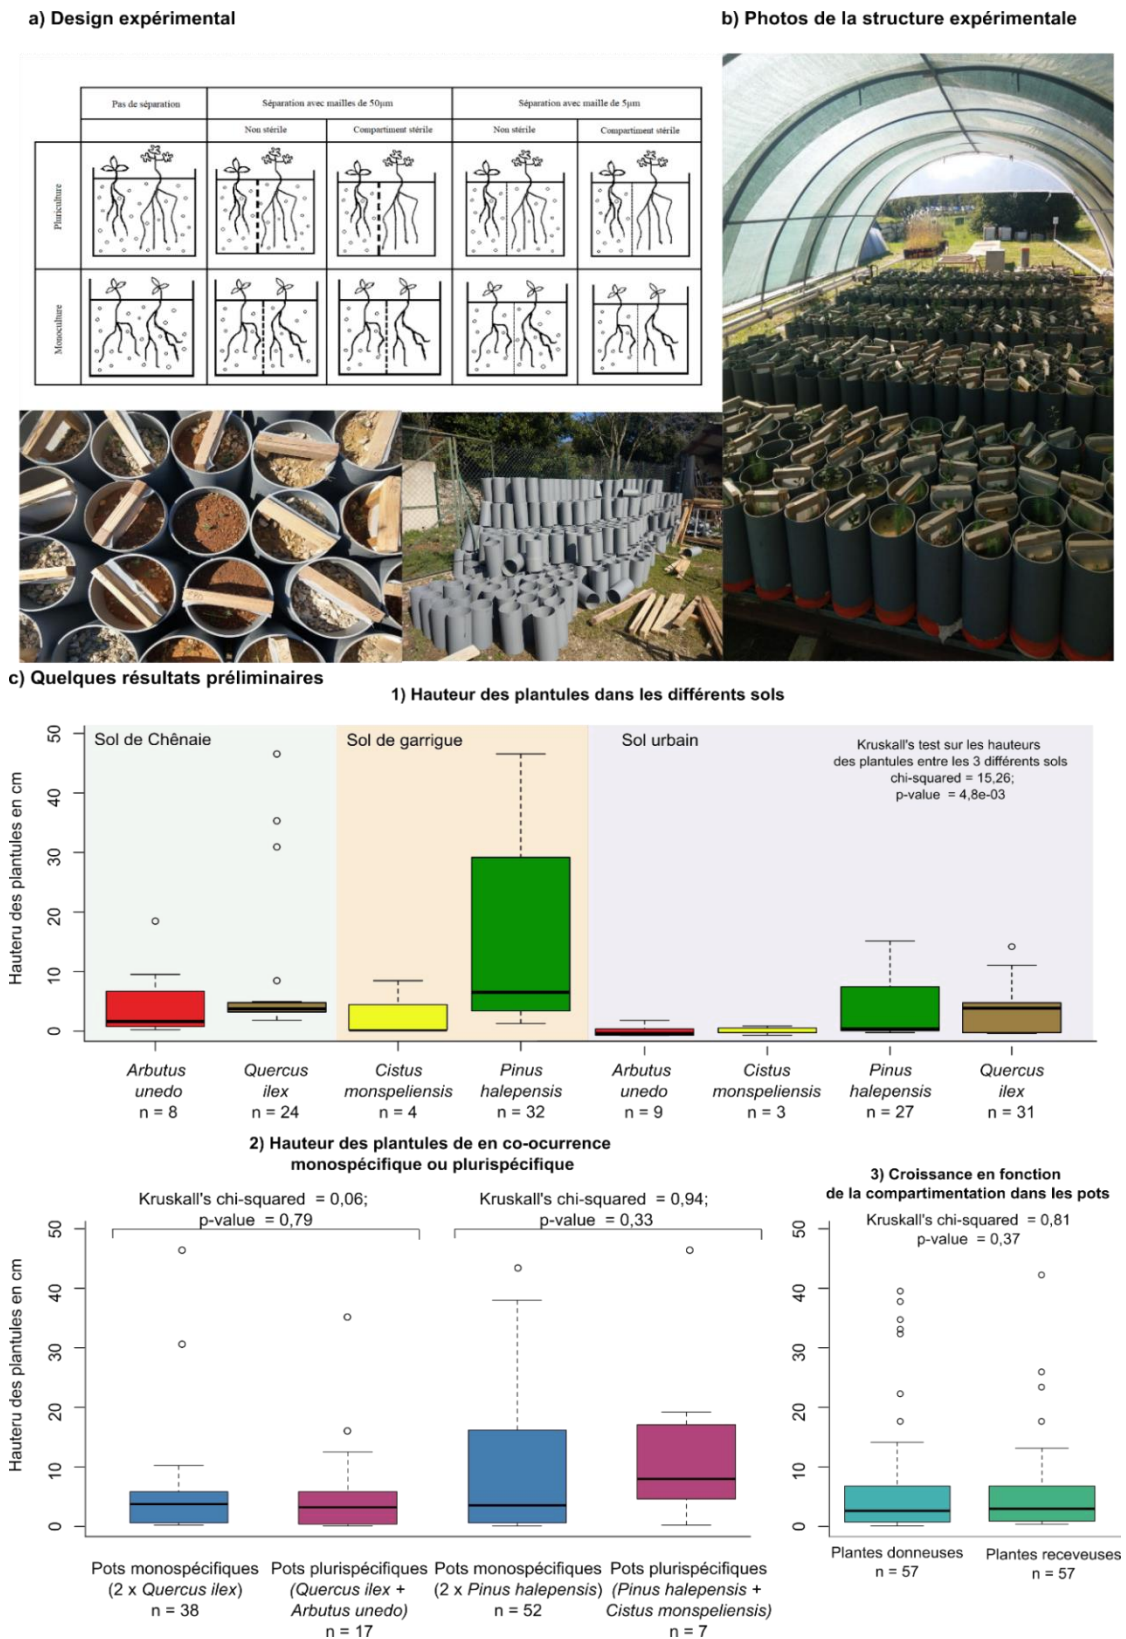 a) Design expérimental
b) Photos de la structure expérimentale
Pas de séparation
Séparation avec mailles de 50µm
Séparation avec maille de 5µm
Non stérile
Compartiment stérile
Non stérile
Compartiment stérile
Pluriculture
Monoculture
c) Quelques résultats préliminaires
1) Hauteur des plantules dans les différents sols
Hauteru des plantules en cm
50
40
30
20
10
0
Sol de Chênaie
Sol de garrigue
Sol urbain
Kruskall's test sur les hauteurs
des plantules entre les 3 différents sols
chi-squared = 15,26;
p-value = 4,8e-03
Arbutus
unedo
n = 8
Quercus
ilex
n = 24
Cistus
monspeliensis
n = 4
Pinus
halepensis
n = 32
Arbutus
unedo
n = 9
Cistus
monspeliensis
n = 3
Pinus
halepensis
n = 27
Quercus
ilex
n = 31
2) Hauteur des plantules de en co-ocurrence
monospécifique ou plurispécifique
Kruskall's chi-squared = 0,06;
p-value = 0,79
Kruskall's chi-squared = 0,94;
p-value = 0,33
Hauteru des plantules en cm
50
40
30
20
10
0
Pots monospécifiques
(2 x Quercus ilex)
n = 38
Pots plurispécifiques
(Quercus ilex +
Arbutus unedo)
n = 17
Pots monospécifiques
(2 x Pinus halepensis)
n = 52
Pots plurispécifiques
(Pinus halepensis +
Cistus monspeliensis)
n = 7
3) Croissance en fonction
de la compartimentation dans les pots
Kruskall's chi-squared = 0,81
p-value = 0,37
50
40
30
20
10
0
Plantes donneuses
n = 57
Plantes receveuses
n = 57